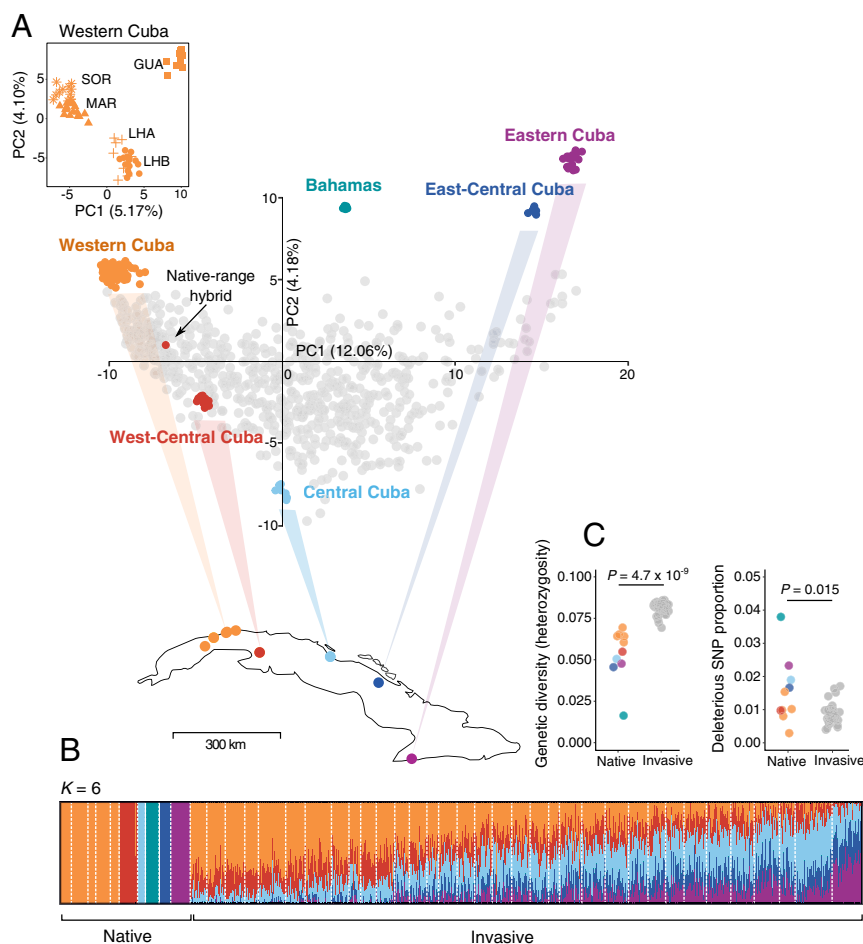 A
Western Cuba
PC2 (4.10%)
5
0
-5
GUA
SOR
MAR
LHA
LHB
-5
0
5
10
PC1 (5.17%)
Eastern Cuba
Bahamas
East-Central Cuba
10
Western Cuba
Native-range
hybrid
5
PC2 (4.18%)
PC1 (12.06%)
-10
0
10
20
West-Central Cuba
-5
Central Cuba
-10
C
Genetic diversity (heterozygosity)
P = 4.7 x 10-9
0.100
0.075
0.050
0.025
0.000
Native
Invasive
Deleterious SNP proportion
P = 0.015
0.05
0.04
0.03
0.02
0.01
0.00
Native
Invasive
300 km
B
K = 6
Native
Invasive